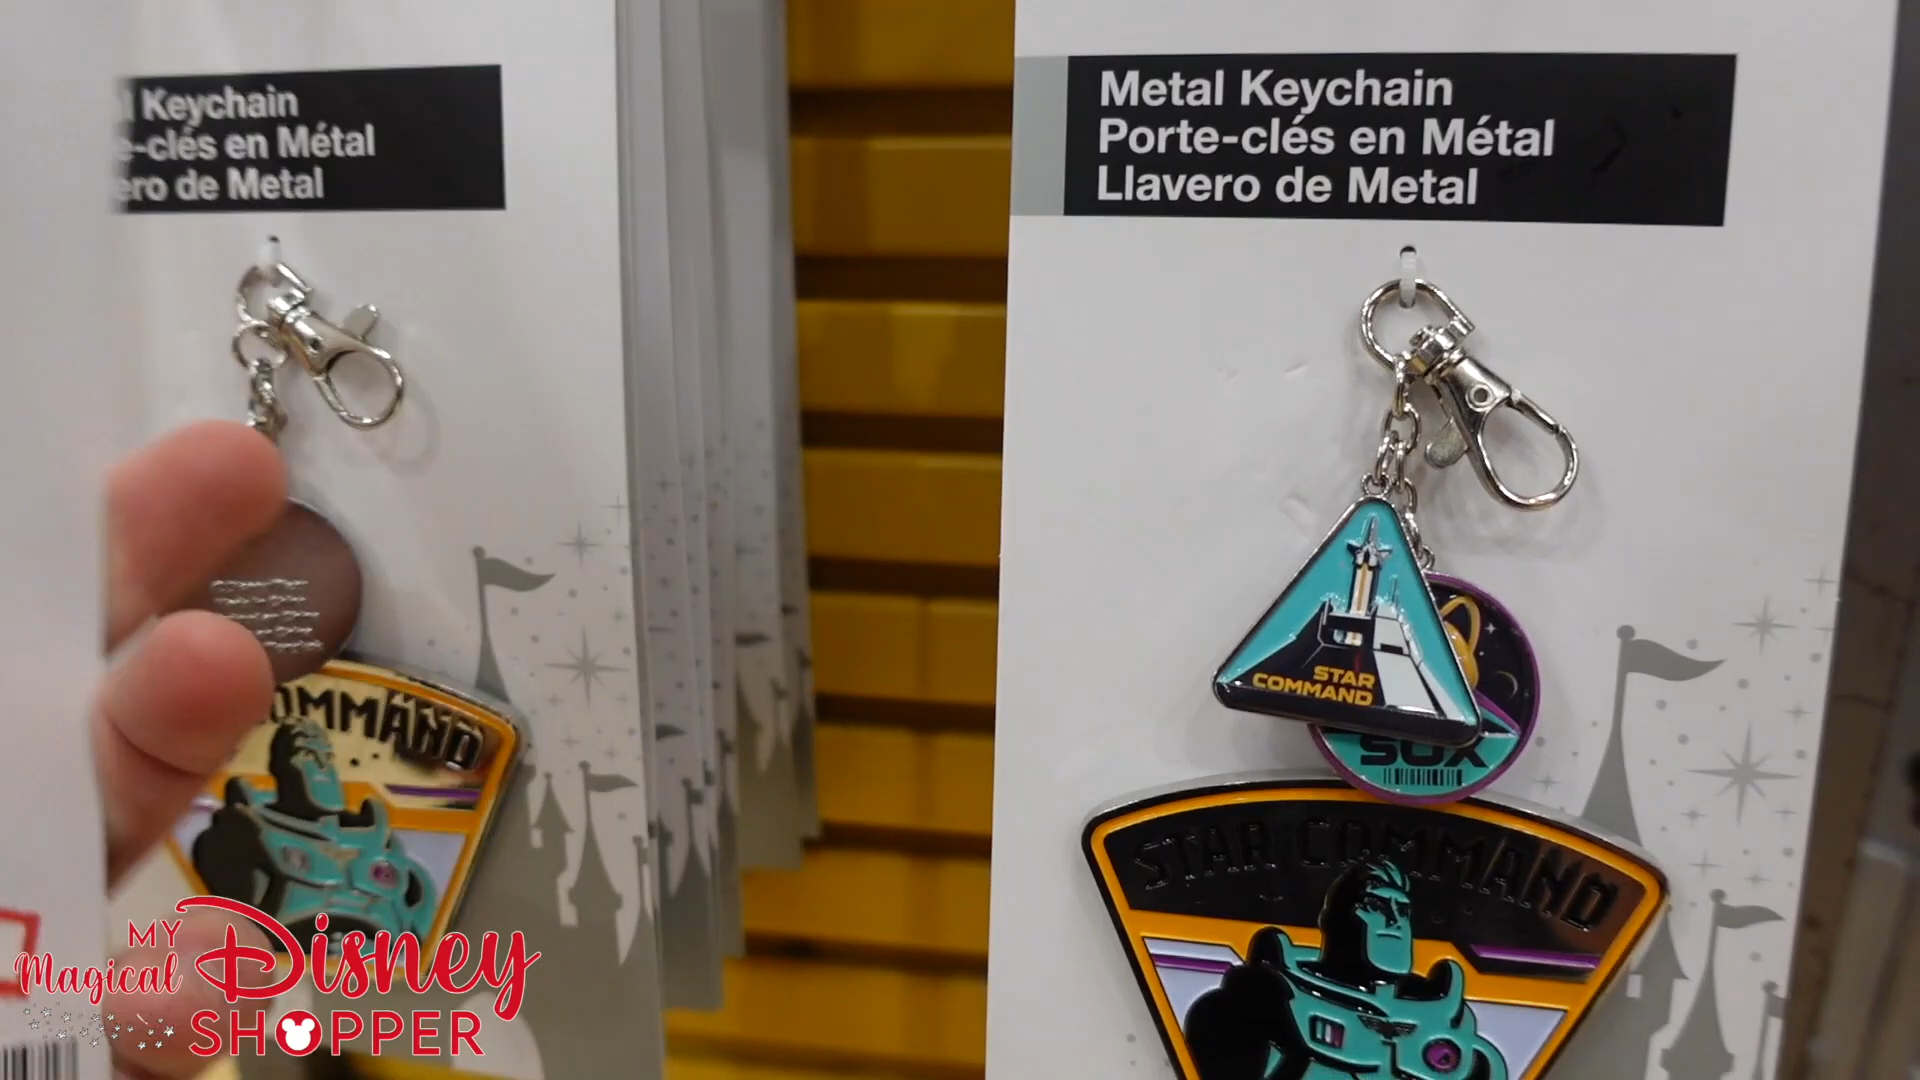 Keychain
-clés en Métal
ero de Metal
Metal Keychain
Porte-clés en Métal
Llavero de Metal
STAR
COMMAND
SOX
COMMAND
STAR COMMAND
MY
Magical Disney
SHOPPER